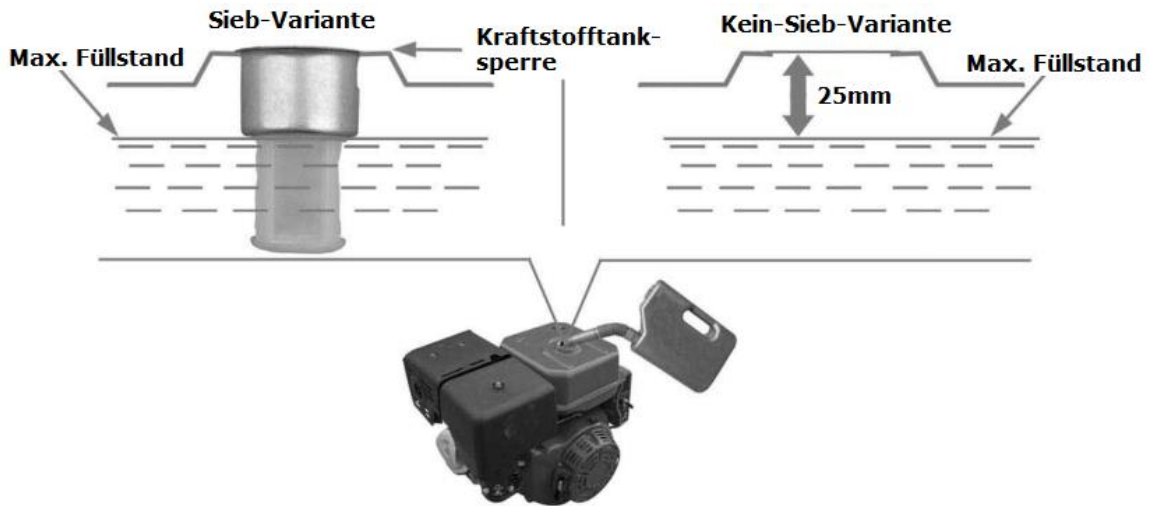 Sieb-Variante
Kein-Sieb-Variante
Max. Füllstand
Kraftstofftank-
sperre
Max. Füllstand
25mm